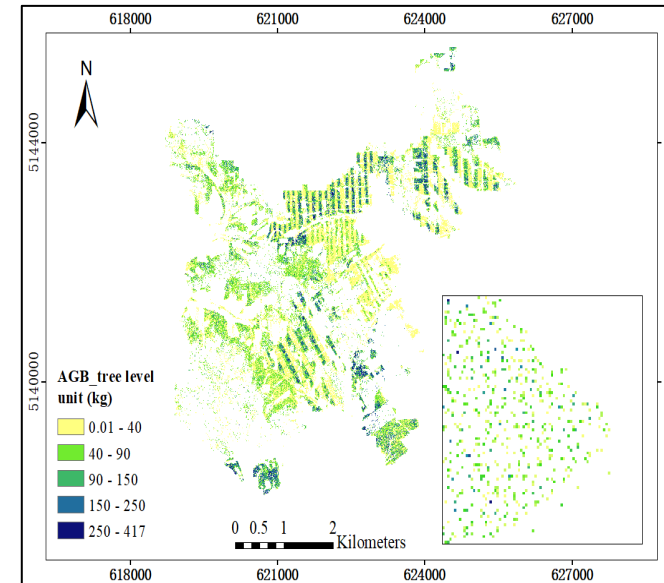 618000 621000 624000 627000
N
5144000
5140000
AGB_tree level
unit (kg)
0.01 - 40
40 - 90
90 - 150
150 - 250
250 - 417
0 0.5 1 2
Kilometers
618000 621000 624000 627000